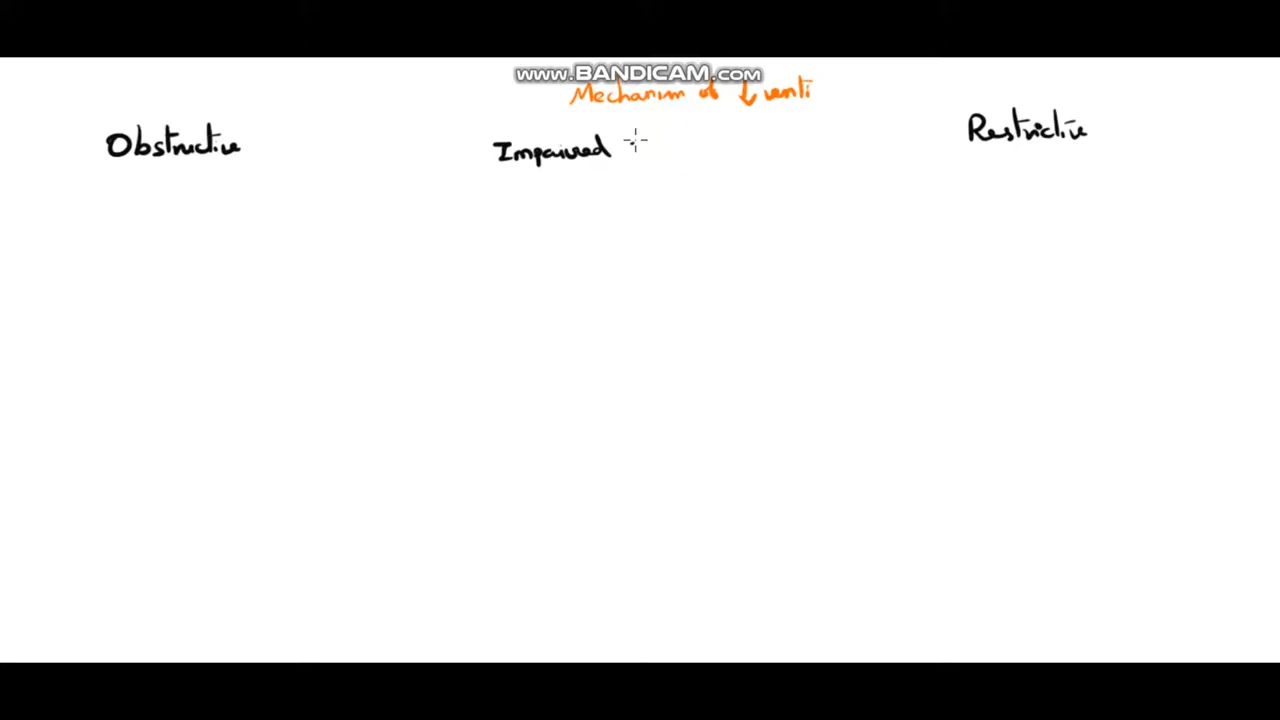 www.BANDICAM.com
Mechanism of ↓ venti
Obstructive Impaired Restrictive